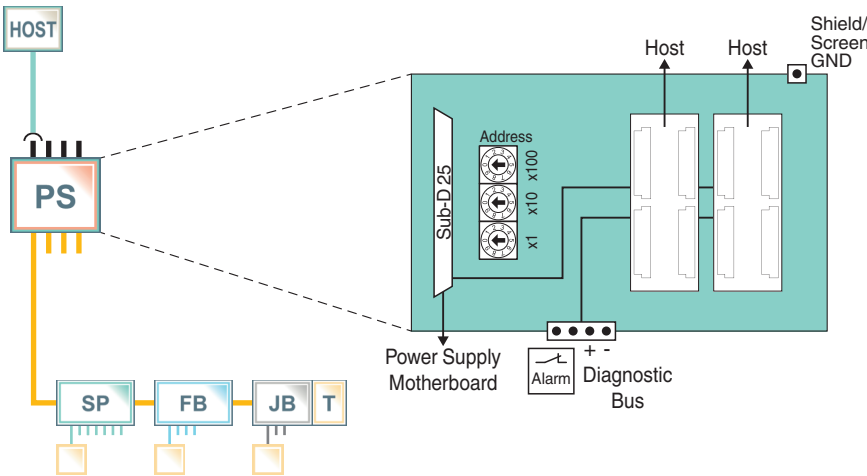 HOST
PS
SP
FB
JB
T
Host
Host
Shield/
Screen
GND
Address
Sub-D 25
x100
x10
x1
Power Supply
Motherboard
Alarm
+ -
Diagnostic
Bus